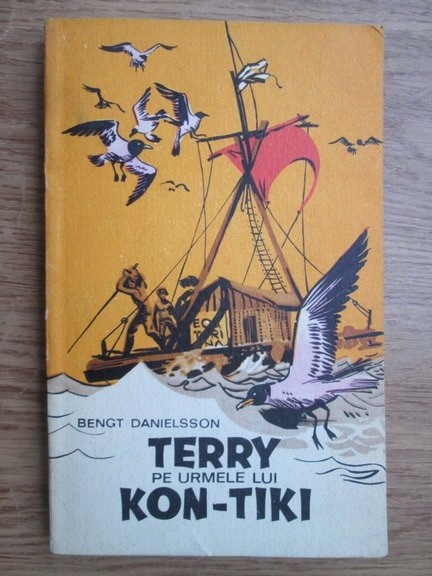 BENGT DANIELSSON
TERRY
PE URMELE LUI
KON-TIKI